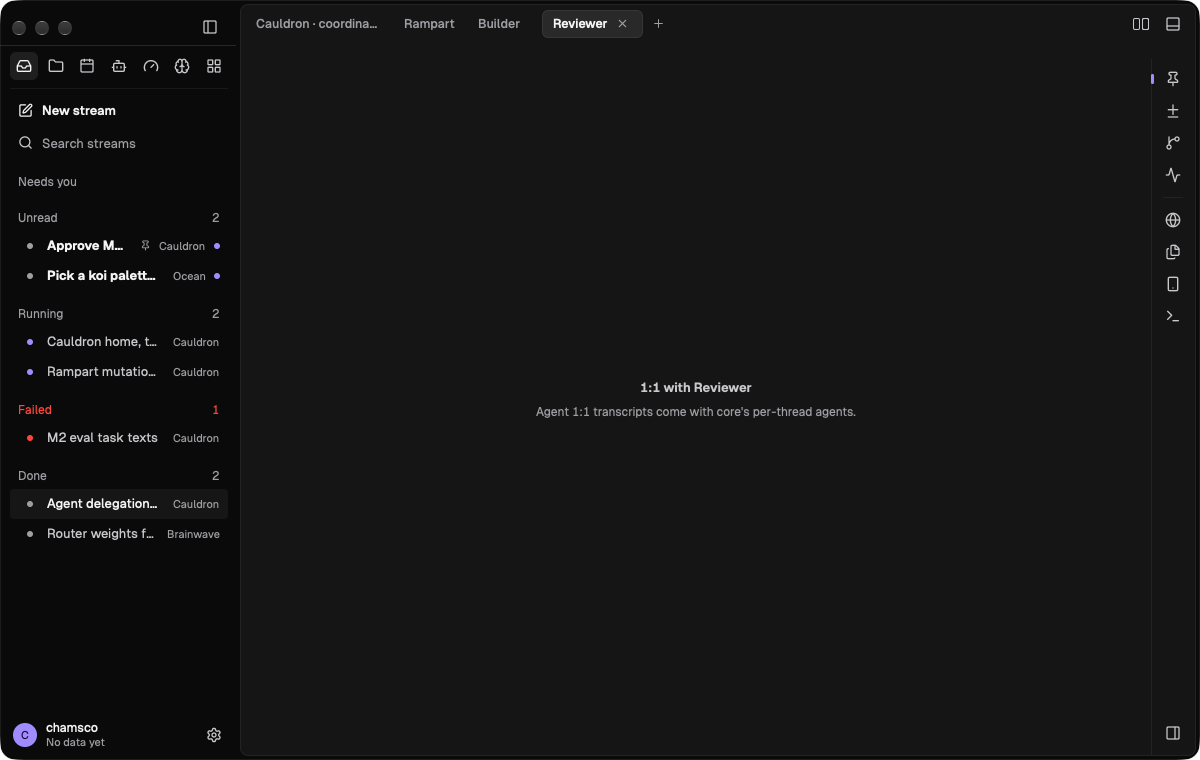 Cauldron · coordina...
Rampart
Builder
Reviewer
New stream
Search streams
Needs you
Unread 2
Approve M... Cauldron
Pick a koi palett... Ocean
Running 2
Cauldron home, t... Cauldron
Rampart mutatio... Cauldron
Failed 1
M2 eval task texts Cauldron
Done 2
Agent delegation... Cauldron
Router weights f... Brainwave
1:1 with Reviewer
Agent 1:1 transcripts come with core's per-thread agents.
C
chamsco
No data yet